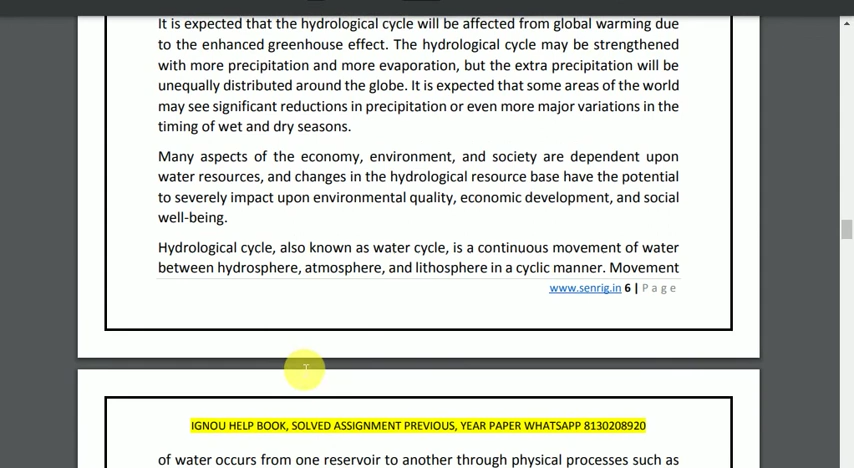 It is expected that the hydrological cycle will be affected from global warming due
to the enhanced greenhouse effect. The hydrological cycle may be strengthened
with more precipitation and more evaporation, but the extra precipitation will be
unequally distributed around the globe. It is expected that some areas of the world
may see significant reductions in precipitation or even more major variations in the
timing of wet and dry seasons.
Many aspects of the economy, environment, and society are dependent upon
water resources, and changes in the hydrological resource base have the potential
to severely impact upon environmental quality, economic development, and social
well-being.
Hydrological cycle, also known as water cycle, is a continuous movement of water
between hydrosphere, atmosphere, and lithosphere in a cyclic manner. Movement
www.senrig.in 6 | P a g e
IGNOU HELP BOOK, SOLVED ASSIGNMENT PREVIOUS, YEAR PAPER WHATSAPP 8130208920
of water occurs from one reservoir to another through physical processes such as